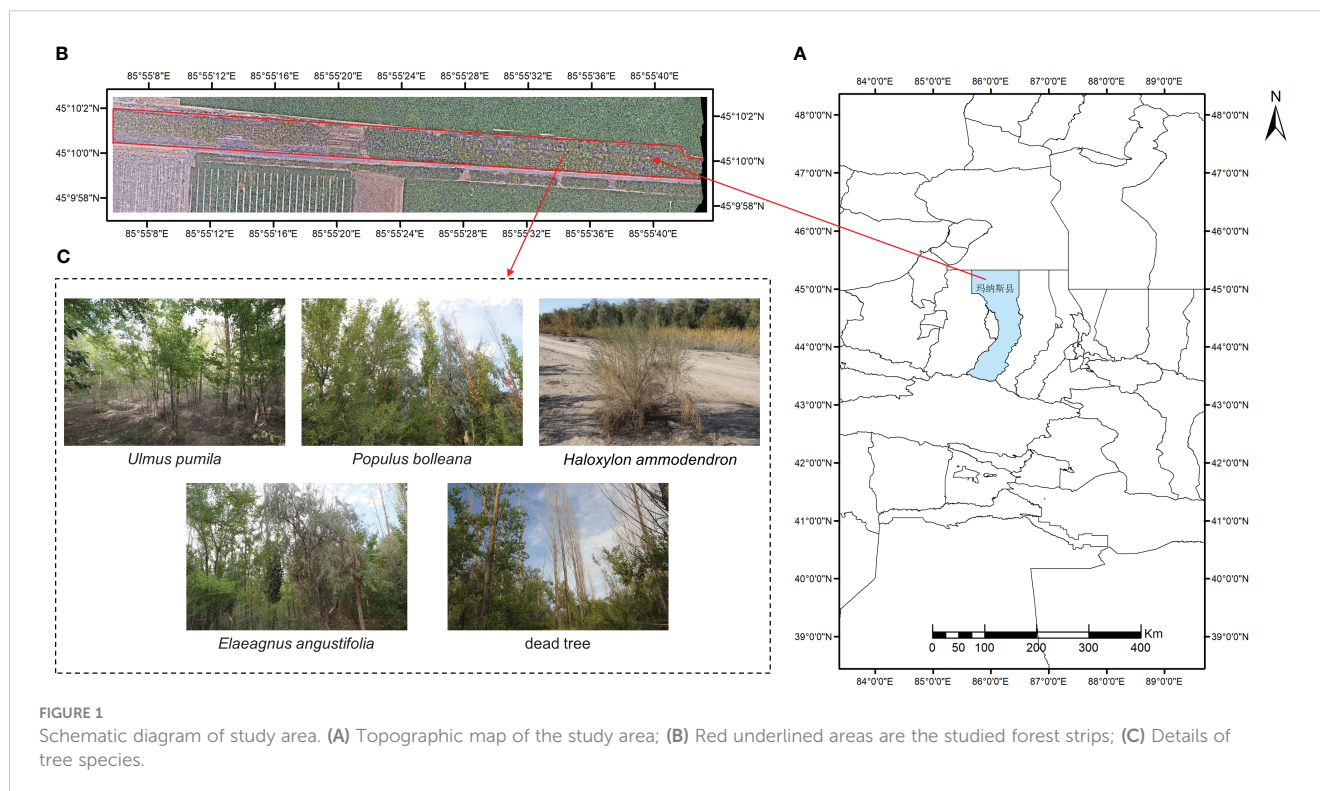 B
85°55'8"E 85°55'12"E 85°55'16"E 85°55'20"E 85°55'24"E 85°55'28"E 85°55'32"E 85°55'36"E 85°55'40"E
45°10'2"N
45°10'0"N
45°9'58"N
45°10'2"N
45°10'0"N
45°9'58"N
85°55'8"E 85°55'12"E 85°55'16"E 85°55'20"E 85°55'24"E 85°55'28"E 85°55'32"E 85°55'36"E 85°55'40"E
C
Ulmus pumila
Populus bolleana
Haloxylon ammodendron
Elaeagnus angustifolia
dead tree
A
84°0'0"E 85°0'0"E 86°0'0"E 87°0'0"E 88°0'0"E 89°0'0"E
N
48°0'0"N
47°0'0"N
46°0'0"N
45°0'0"N
44°0'0"N
43°0'0"N
42°0'0"N
41°0'0"N
40°0'0"N
39°0'0"N
玛纳斯县
48°0'0"N
47°0'0"N
46°0'0"N
45°0'0"N
44°0'0"N
43°0'0"N
42°0'0"N
41°0'0"N
40°0'0"N
39°0'0"N
Km
0 50 100 200 300 400
84°0'0"E 85°0'0"E 86°0'0"E 87°0'0"E 88°0'0"E 89°0'0"E
FIGURE 1
Schematic diagram of study area. (A) Topographic map of the study area; (B) Red underlined areas are the studied forest strips; (C) Details of
tree species.